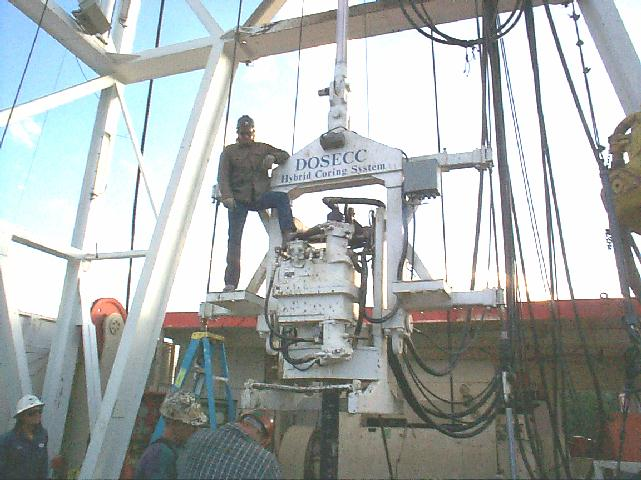 DOSECC
Hybrid Coring System